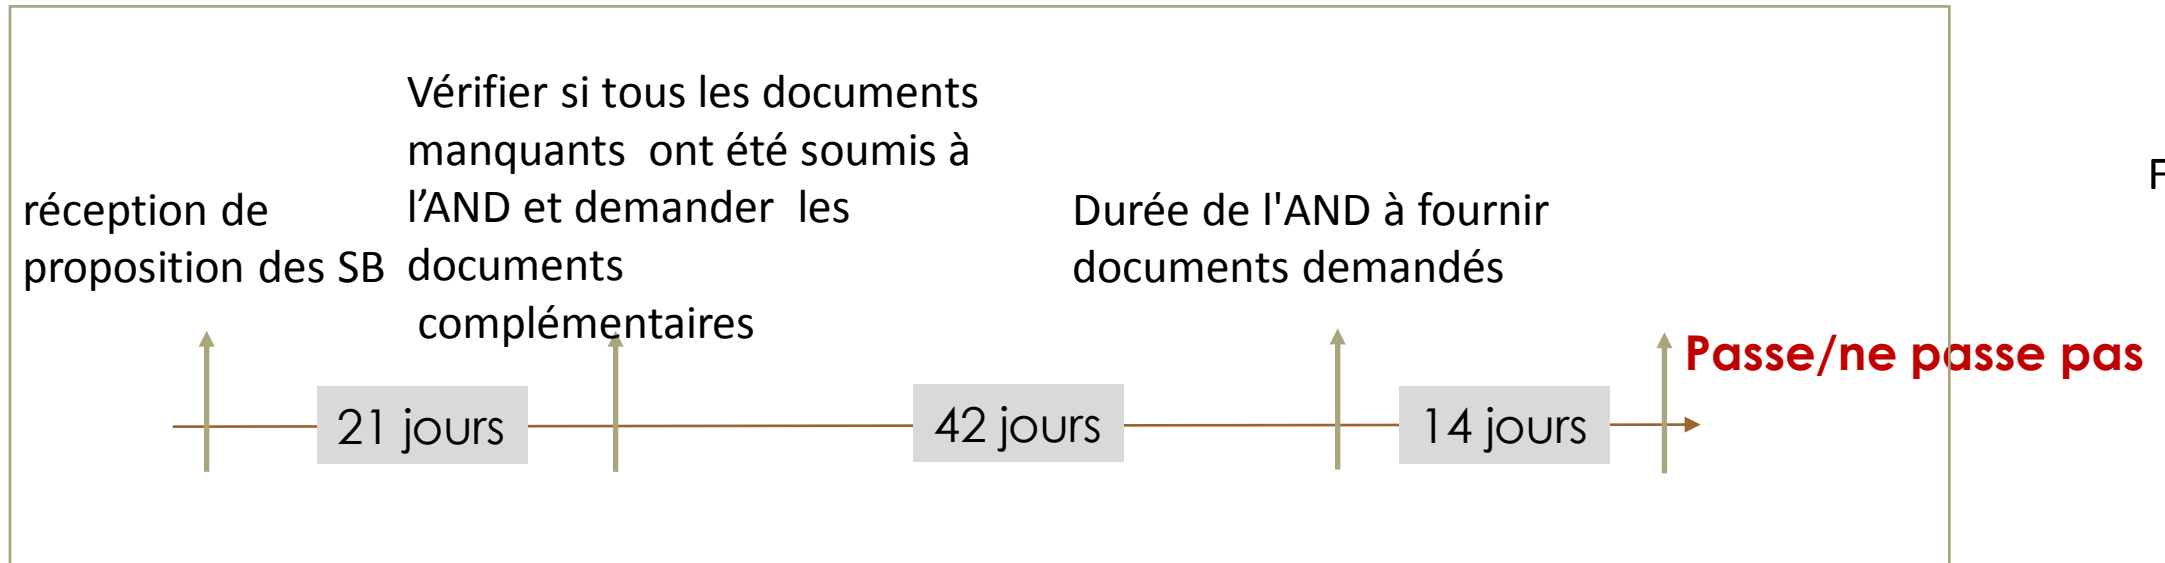 réception de
proposition des SB
Vérifier si tous les documents
manquants ont été soumis à
l’AND et demander les
documents
complémentaires
Durée de l'AND à fournir
documents demandés
F
Passe/ne passe pas
21 jours
42 jours
14 jours